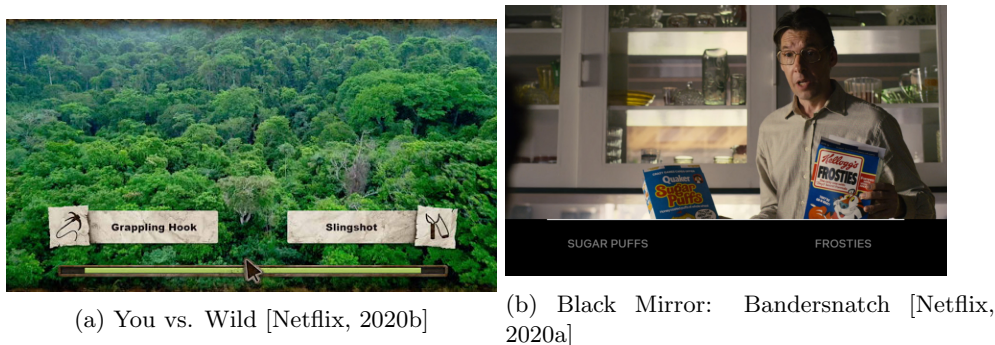 Grappling Hook
Slingshot
(a) You vs. Wild [Netflix, 2020b]
Quaker
Sugar
Puffs
Kellogg's
FROSTIES
SUGAR PUFFS
FROSTIES
(b) Black Mirror: Bandersnatch [Netflix,
2020a]